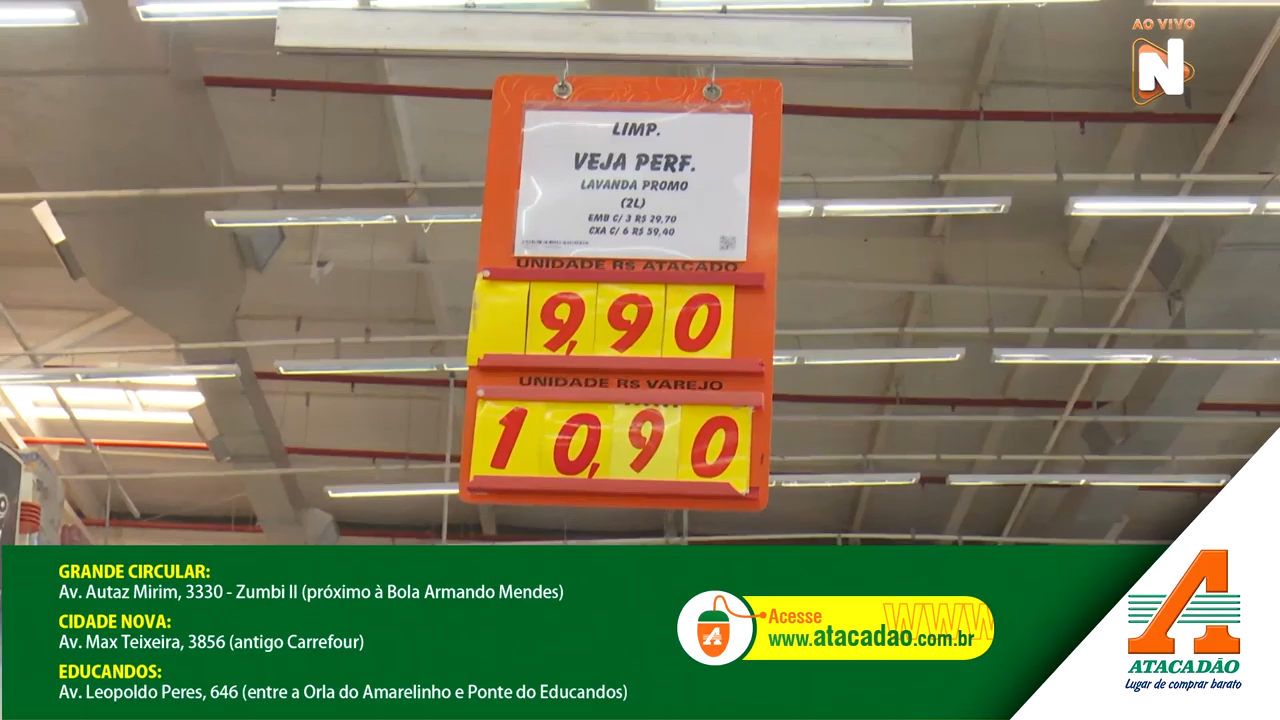 AO VIVO
N
LIMP.
VEJA PERF.
LAVANDA PROMO
(2L)
EMB C/ 3 R$ 29,70
CXA C/ 6 R$ 59,40
UNIDADE R$ ATACADO
9,90
UNIDADE R$ VAREJO
10,90
GRANDE CIRCULAR:
Av. Autaz Mirim, 3330 - Zumbi II (próximo à Bola Armando Mendes)
CIDADE NOVA:
Av. Max Teixeira, 3856 (antigo Carrefour)
EDUCANDOS:
Av. Leopoldo Peres, 646 (entre a Orla do Amarelinho e Ponte do Educandos)
Acesse
WWW
www.atacadao.com.br
ATACADÃO
Lugar de comprar barato